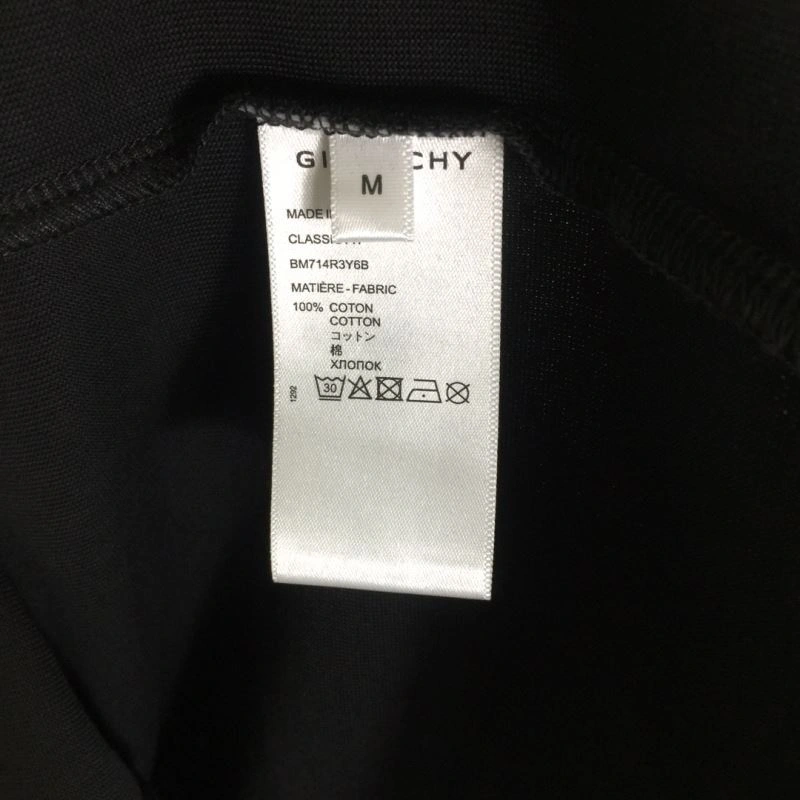 GI CHY
M
MADE I
CLASSI
BM714R3Y6B
MATIÈRE - FABRIC
100% COTON
COTTON
コットン
棉
ХЛОПОК
30
1292